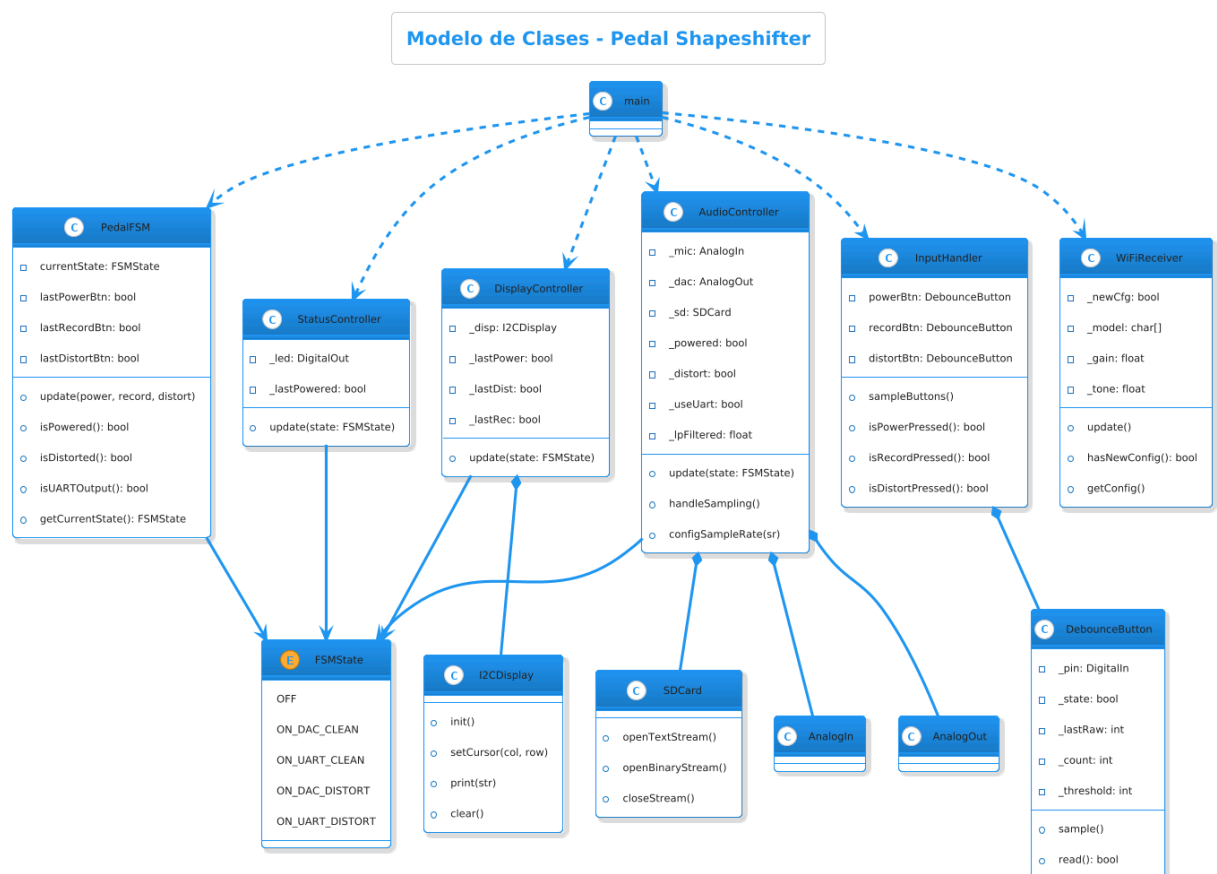 Modelo de Clases - Pedal Shapeshifter
C main
C PedalFSM
currentState: FSMState
lastPowerBtn: bool
lastRecordBtn: bool
lastDistortBtn: bool
update(power, record, distort)
isPowered(): bool
isDistorted(): bool
isUARTOutput(): bool
getCurrentState(): FSMState
C StatusController
_led: DigitalOut
_lastPowered: bool
update(state: FSMState)
C DisplayController
_disp: I2CDisplay
_lastPower: bool
_lastDist: bool
_lastRec: bool
update(state: FSMState)
C AudioController
_mic: AnalogIn
_dac: AnalogOut
_sd: SDCard
_powered: bool
_distort: bool
_useUart: bool
_lpFiltered: float
update(state: FSMState)
handleSampling()
configSampleRate(sr)
C InputHandler
powerBtn: DebounceButton
recordBtn: DebounceButton
distortBtn: DebounceButton
sampleButtons()
isPowerPressed(): bool
isRecordPressed(): bool
isDistortPressed(): bool
C WiFiReceiver
_newCfg: bool
_model: char[]
_gain: float
_tone: float
update()
hasNewConfig(): bool
getConfig()
E FSMState
OFF
ON_DAC_CLEAN
ON_UART_CLEAN
ON_DAC_DISTORT
ON_UART_DISTORT
C I2CDisplay
init()
setCursor(col, row)
print(str)
clear()
C SDCard
openTextStream()
openBinaryStream()
closeStream()
C AnalogIn
C AnalogOut
C DebounceButton
_pin: DigitalIn
_state: bool
_lastRaw: int
_count: int
_threshold: int
sample()
read(): bool